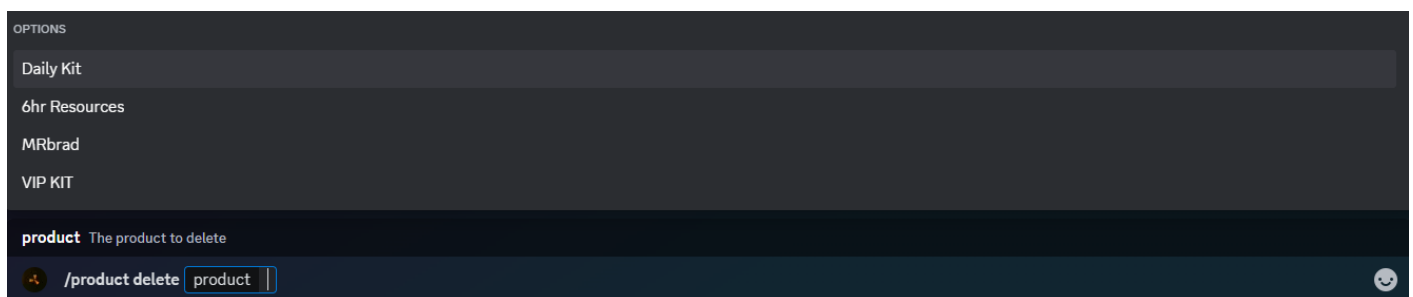 OPTIONS
Daily Kit
6hr Resources
MRbrad
VIP KIT
product The product to delete
/product delete product